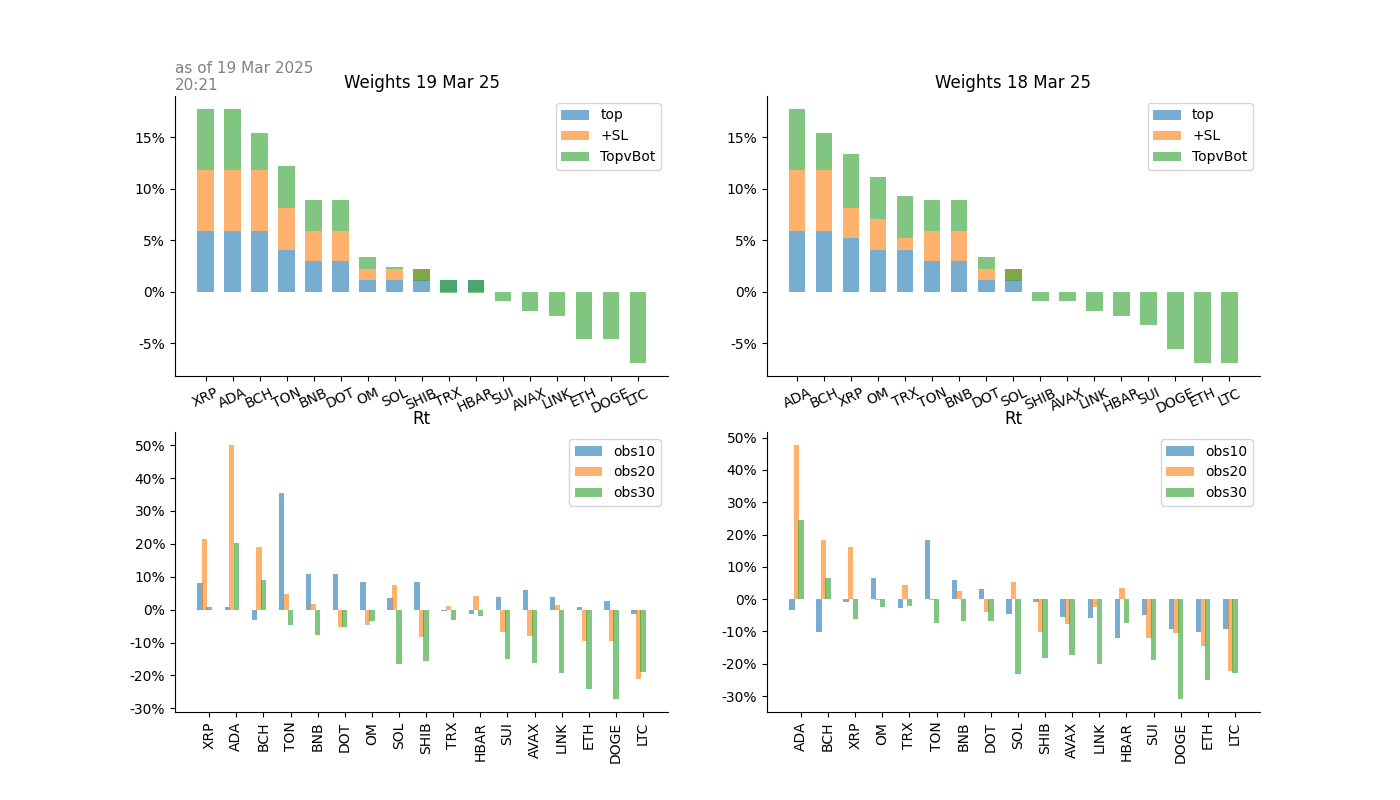 as of 19 Mar 2025
20:21
Weights 19 Mar 25
15%
10%
5%
0%
-5%
top
+SL
TopvBot
XRP ADA BCH TON BNB DOT OM SOL SHIB TRX HBAR SUI AVAX LINK ETH DOGE LTC
Weights 18 Mar 25
15%
10%
5%
0%
-5%
top
+SL
TopvBot
ADA BCH XRP OM TRX TON BNB DOT SOL SHIB AVAX LINK HBAR SUI DOGE ETH LTC
Rt
50%
40%
30%
20%
10%
0%
-10%
-20%
-30%
obs10
obs20
obs30
XRP ADA BCH TON BNB DOT OM SOL SHIB TRX HBAR SUI AVAX LINK ETH DOGE LTC
Rt
50%
40%
30%
20%
10%
0%
-10%
-20%
-30%
obs10
obs20
obs30
ADA BCH XRP OM TRX TON BNB DOT SOL SHIB AVAX LINK HBAR SUI DOGE ETH LTC